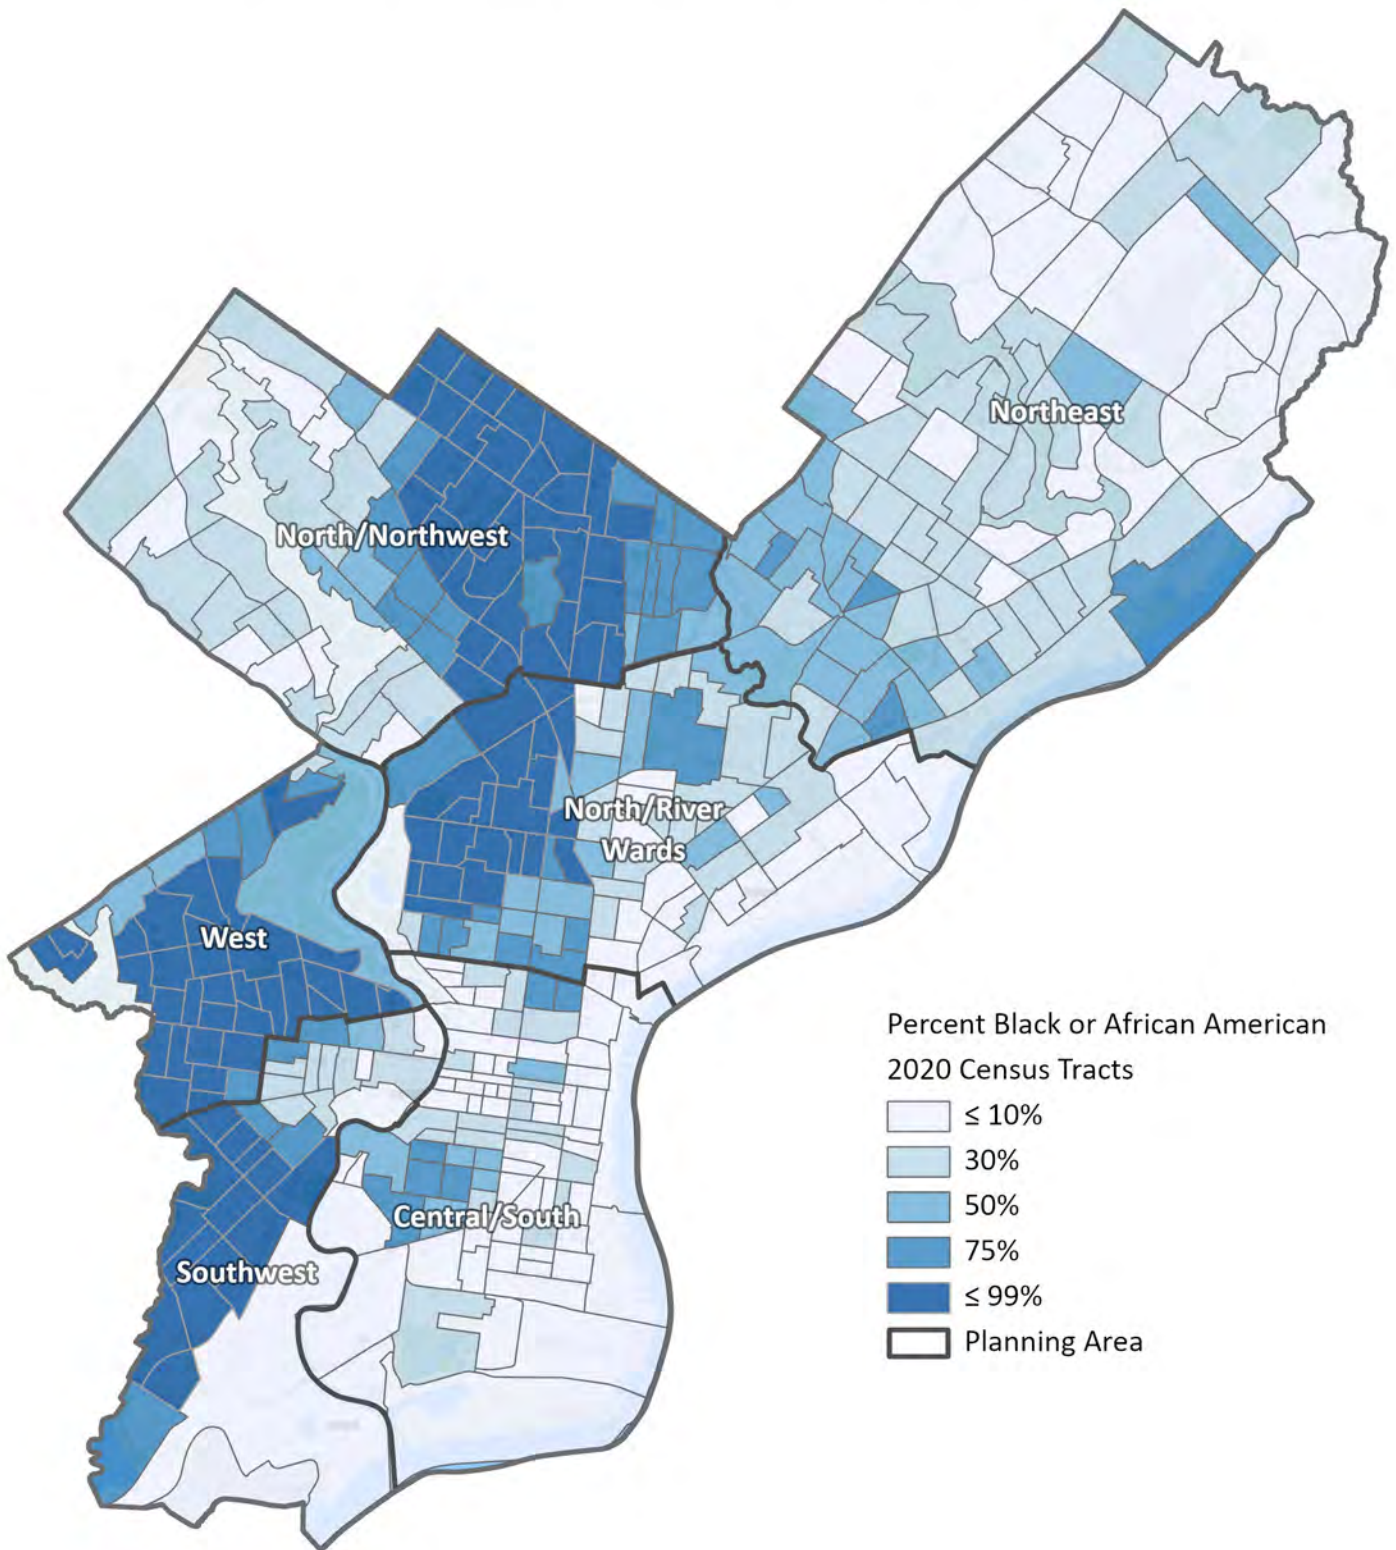 Northeast
North/Northwest
North/River
Wards
West
Central/South
Southwest
Percent Black or African American
2020 Census Tracts
≤ 10%
30%
50%
75%
≤ 99%
Planning Area